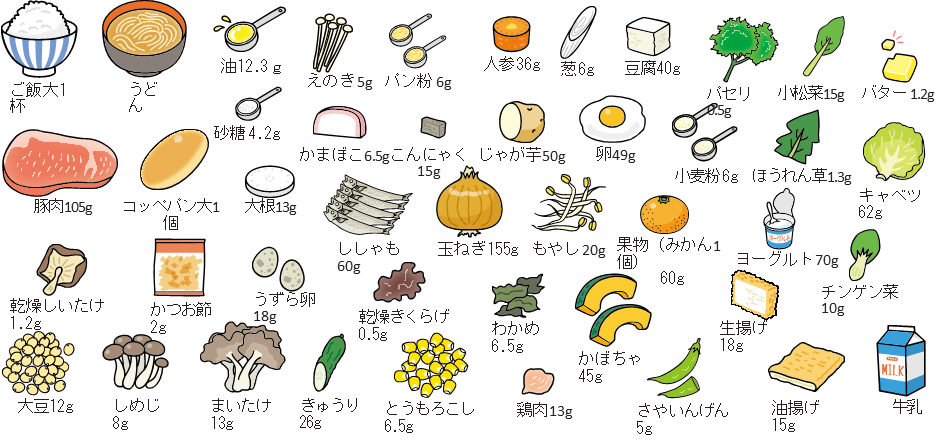 ご飯大1
杯
うど
ん
油12.3ｇ
えのき5g
パン粉 6g
人参36g
葱6g
豆腐40g
パセリ
0.5g
小松菜15g
バター 1.2g
砂糖 4.2g
かまぼこ6.5g
こんにゃく
15g
じゃが芋50g
卵49g
小麦粉6g
ほうれん草1.3g
キャベツ
62g
豚肉105g
コッペパン大1
個
大根13g
ししゃも
60g
玉ねぎ155g
もやし 20g
果物（みかん1
個）
60g
ヨーグルト
ヨーグルト 70g
チンゲン菜
10g
乾燥しいたけ
1.2g
かつお節
2g
うずら卵
18g
乾燥きくらげ
0.5g
わかめ
6.5g
かぼちゃ
45g
生揚げ
18g
大豆12g
しめじ
8g
まいたけ
13g
きゅうり
26g
とうもろこし
6.5g
鶏肉13g
さやいんげん
5g
油揚げ
15g
MILK
牛乳